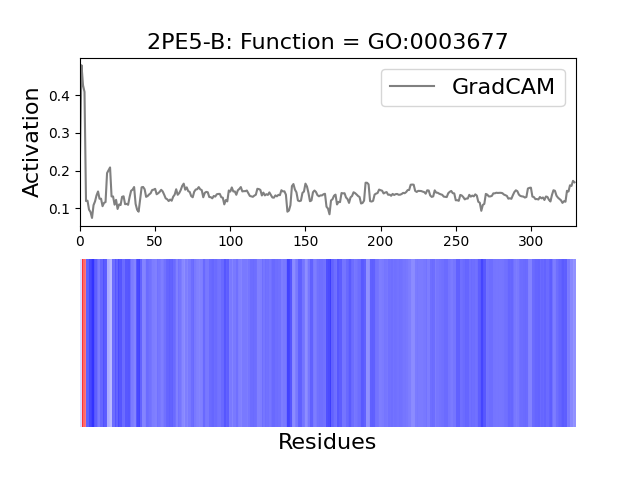 2PE5-B: Function = GO:0003677
GradCAM
Activation
0.4
0.3
0.2
0.1
0 50 100 150 200 250 300
Residues